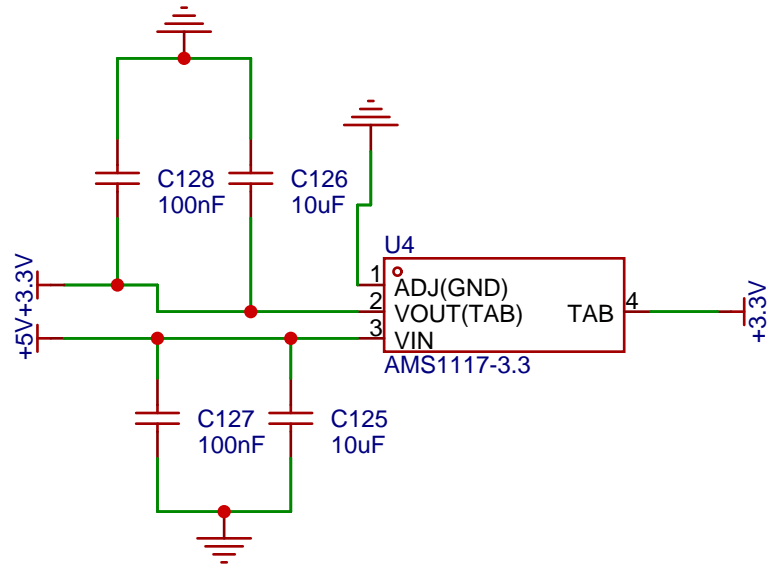 C128
100nF
C126
10uF
U4
+3.3V
+5V
1
ADJ(GND)
2
VOUT(TAB)
3
VIN
TAB
4
+3.3V
AMS1117-3.3
C127
100nF
C125
10uF